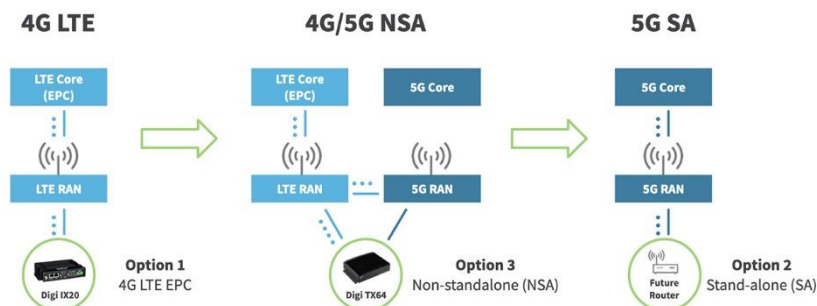 4G LTE
4G/5G NSA
5G SA
LTE Core
(EPC)
LTE Core
(EPC)
5G Core
5G Core
LTE RAN
LTE RAN
5G RAN
5G RAN
Digi IX20
Option 1
4G LTE EPC
Digi TX64
Option 3
Non-standalone (NSA)
Future
Router
Option 2
Stand-alone (SA)